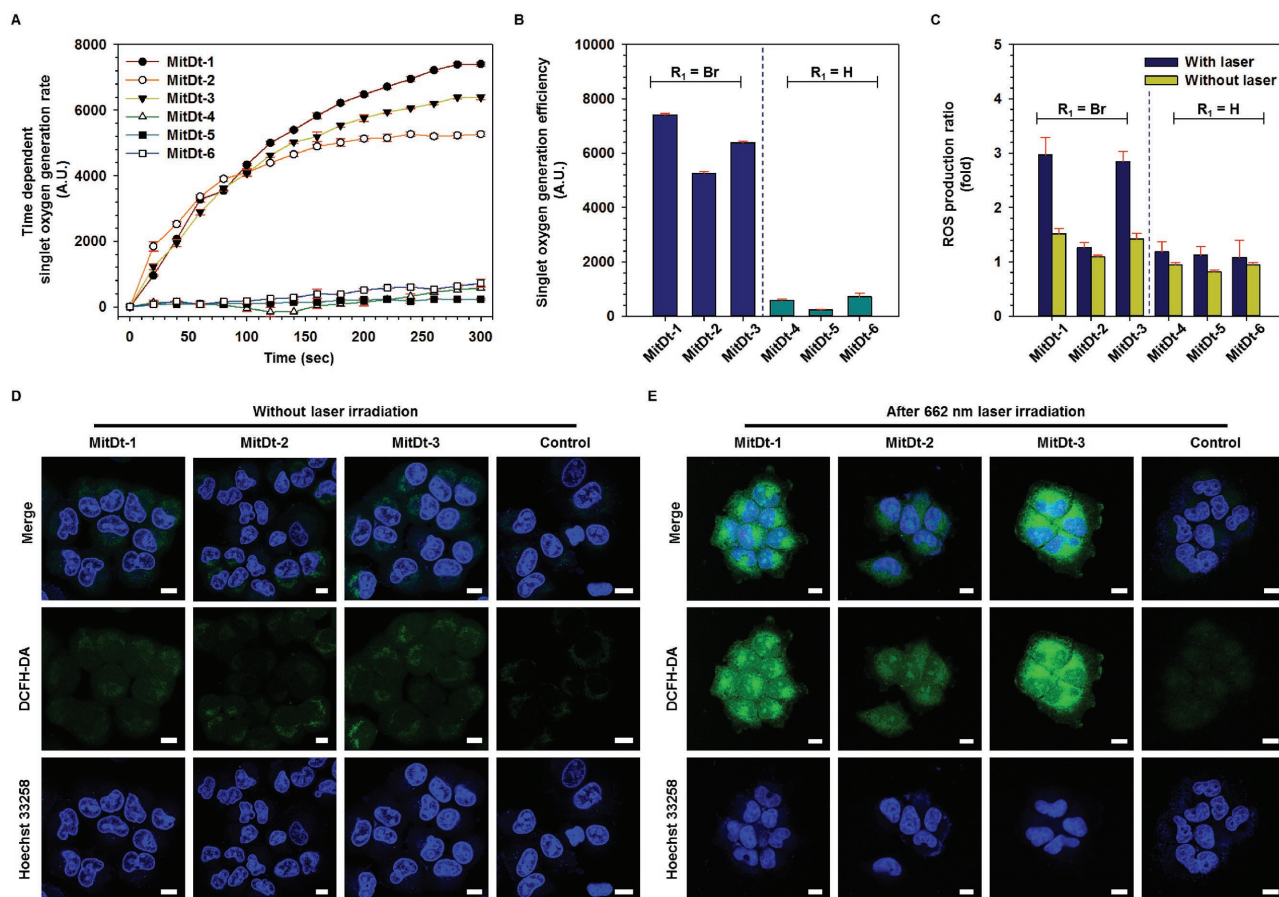 A
Time dependent
singlet oxygen generation rate
(A.U.)
8000
6000
4000
2000
0
MitDt-1
MitDt-2
MitDt-3
MitDt-4
MitDt-5
MitDt-6
0 50 100 150 200 250 300
Time (sec)
B
Singlet oxygen generation efficiency
(A.U.)
10000
8000
6000
4000
2000
0
R1 = Br
R1 = H
MitDt-1
MitDt-2
MitDt-3
MitDt-4
MitDt-5
MitDt-6
C
ROS production ratio
(fold)
5
4
3
2
1
0
With laser
Without laser
R1 = Br
R1 = H
MitDt-1
MitDt-2
MitDt-3
MitDt-4
MitDt-5
MitDt-6
D
Without laser irradiation
MitDt-1 MitDt-2 MitDt-3 Control
Merge
DCFH-DA
Hoechst 33258
E
After 662 nm laser irradiation
MitDt-1 MitDt-2 MitDt-3 Control
Merge
DCFH-DA
Hoechst 33258